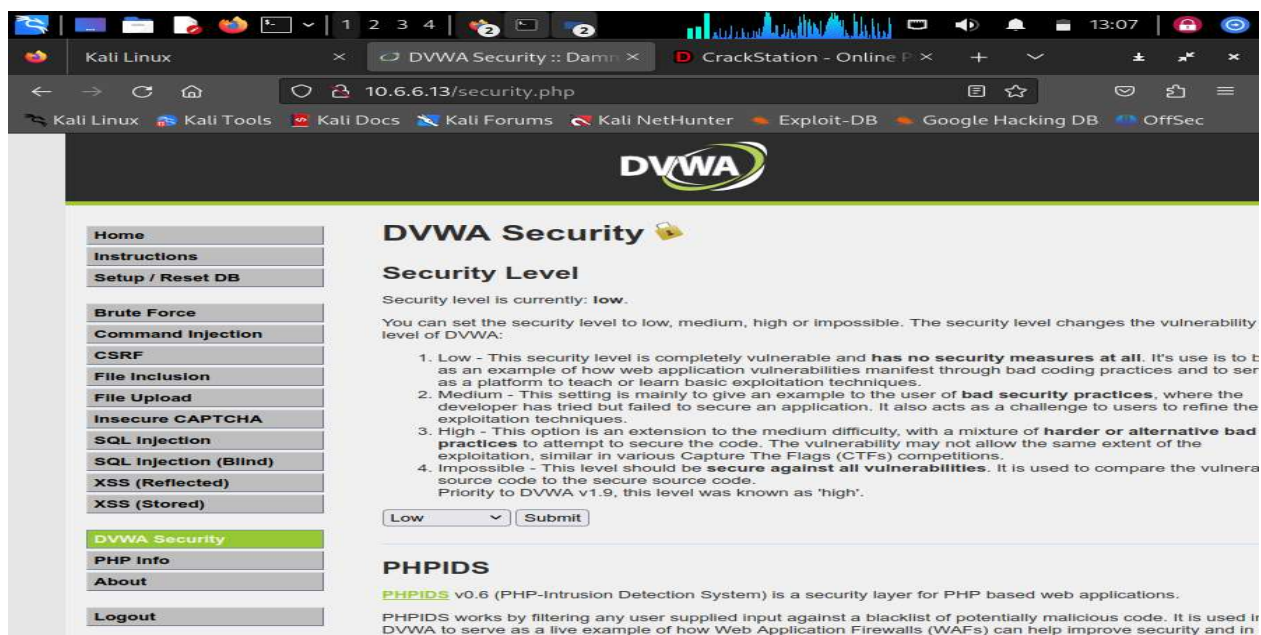 1 2 3 4 2 2 13:07
Kali Linux DVWA Security :: Damn CrackStation - Online P
10.6.6.13/security.php
Kali Linux Kali Tools Kali Docs Kali Forums Kali NetHunter Exploit-DB Google Hacking DB OffSec
DVWA
Home
Instructions
Setup / Reset DB
Brute Force
Command Injection
CSRF
File Inclusion
File Upload
Insecure CAPTCHA
SQL Injection
SQL Injection (Blind)
XSS (Reflected)
XSS (Stored)
DVWA Security
PHP Info
About
Logout
DVWA Security
Security Level
Security level is currently: low.
You can set the security level to low, medium, high or impossible. The security level changes the vulnerability
level of DVWA:
1. Low - This security level is completely vulnerable and has no security measures at all. It's use is to
as an example of how web application vulnerabilities manifest through bad coding practices and to
as a platform to teach or learn basic exploitation techniques.
2. Medium - This setting is mainly to give an example to the user of bad security practices, where the
developer has tried but failed to secure an application. It also acts as a challenge to users to refine
exploitation techniques.
3. High - This option is an extension to the medium difficulty, with a mixture of harder or alternative bad
practices to attempt to secure the code. The vulnerability may not allow the same extent of the
exploitation, similar in various Capture The Flags (CTFs) competitions.
4. Impossible - This level should be secure against all vulnerabilities. It is used to compare the
source code to the secure source code.
Priority to DVWA v1.9, this level was known as 'high'.
Low Submit
PHPIDS
PHPIDS v0.6 (PHP-Intrusion Detection System) is a security layer for PHP based web applications.
PHPIDS works by filtering any user supplied input against a blacklist of potentially malicious code. It is used
DVWA to serve as a live example of how Web Application Firewalls (WAFs) can help improve security and in